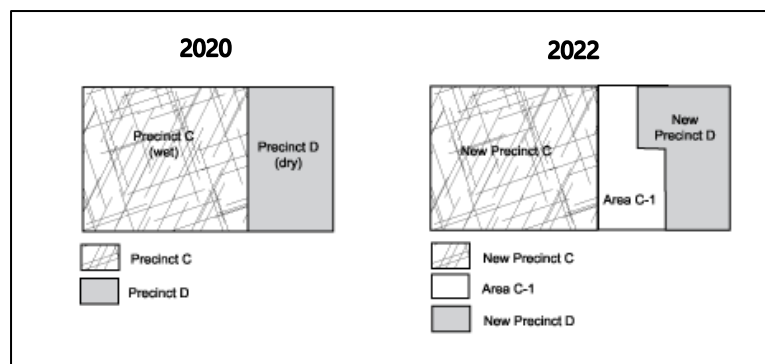 2020
2022
Precinct C
(wet)
Precinct D
(dry)
New Precinct C
New
Precinct D
Area C-1
Precinct C
Precinct D
New Precinct C
Area C-1
New Precinct D